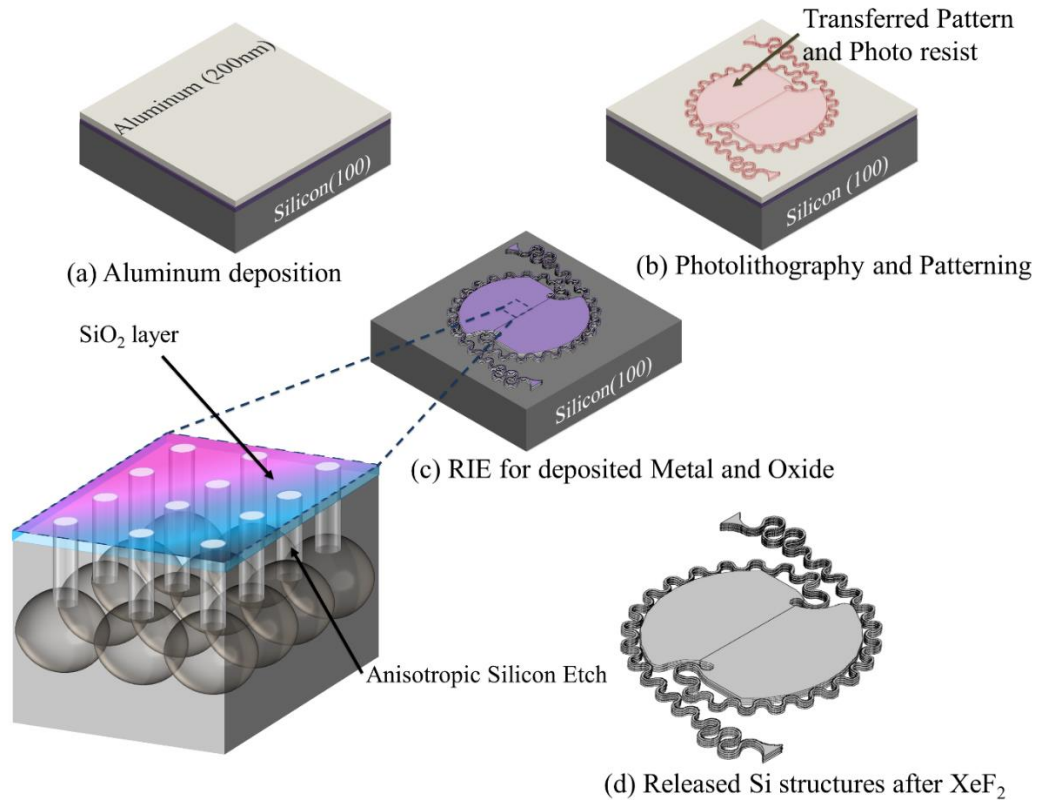 Aluminum (200nm)
Silicon(100)
(a) Aluminum deposition
Transferred Pattern
and Photo resist
Silicon (100)
(b) Photolithography and Patterning
Silicon(100)
(c) RIE for deposited Metal and Oxide
SiO₂ layer
Anisotropic Silicon Etch
(d) Released Si structures after XeF₂